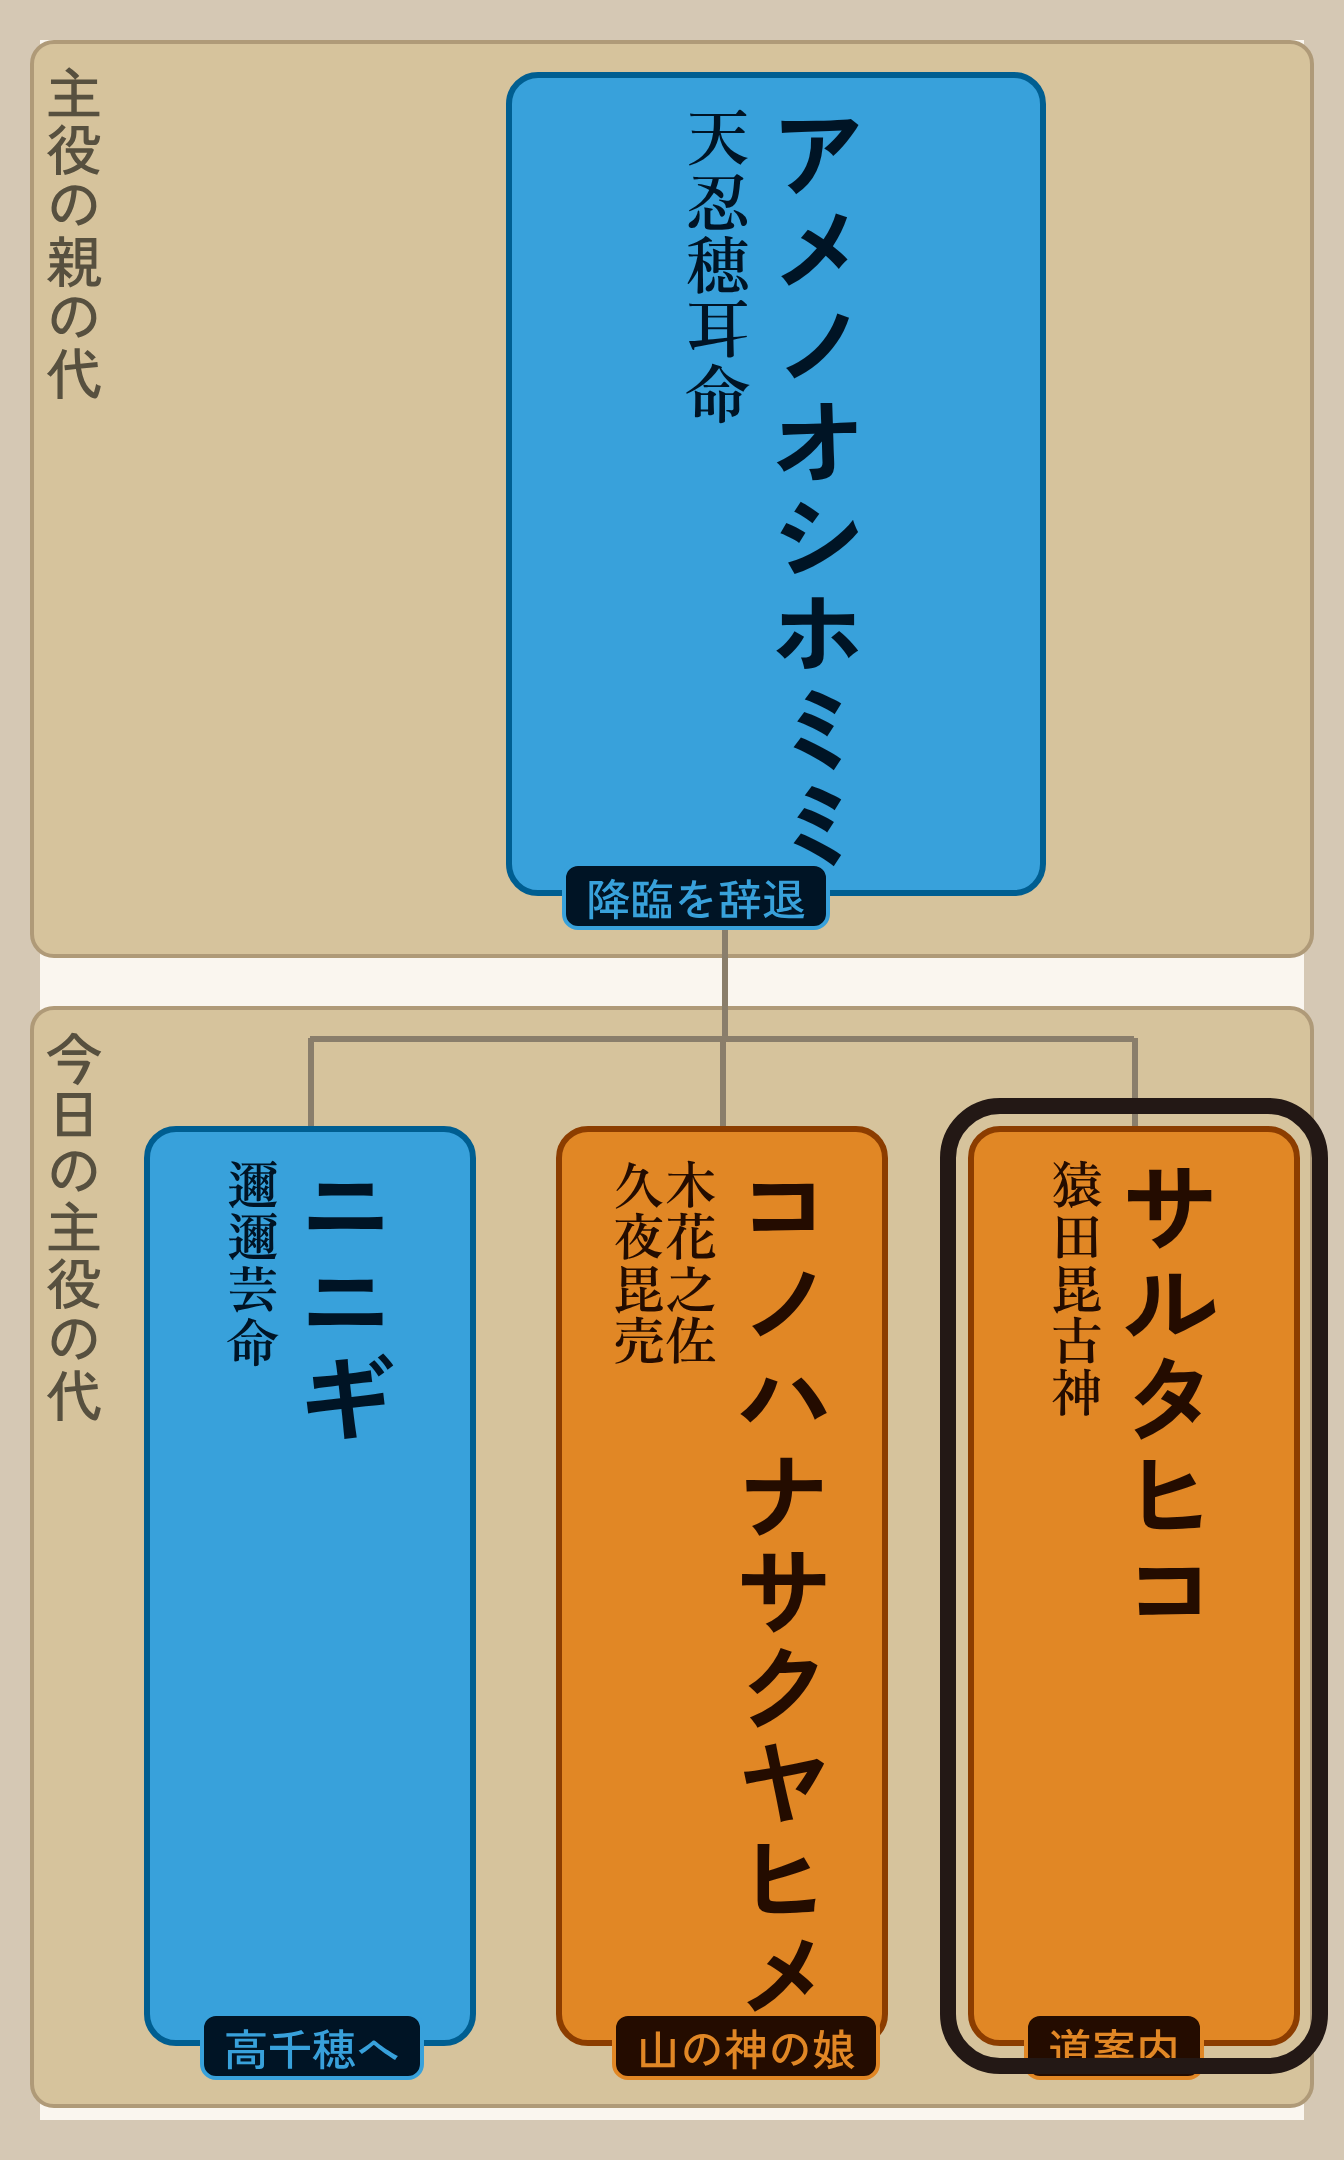 主役の親の代
アメノオシホミミ
天忍穂耳命
降臨を辞退
今日の主役の代
ニニギ
邇邇芸命
高千穂へ
コノハナサクヤヒメ
木花之佐
久夜毘売
山の神の娘
サルタヒコ
猿田毘古神
道案内